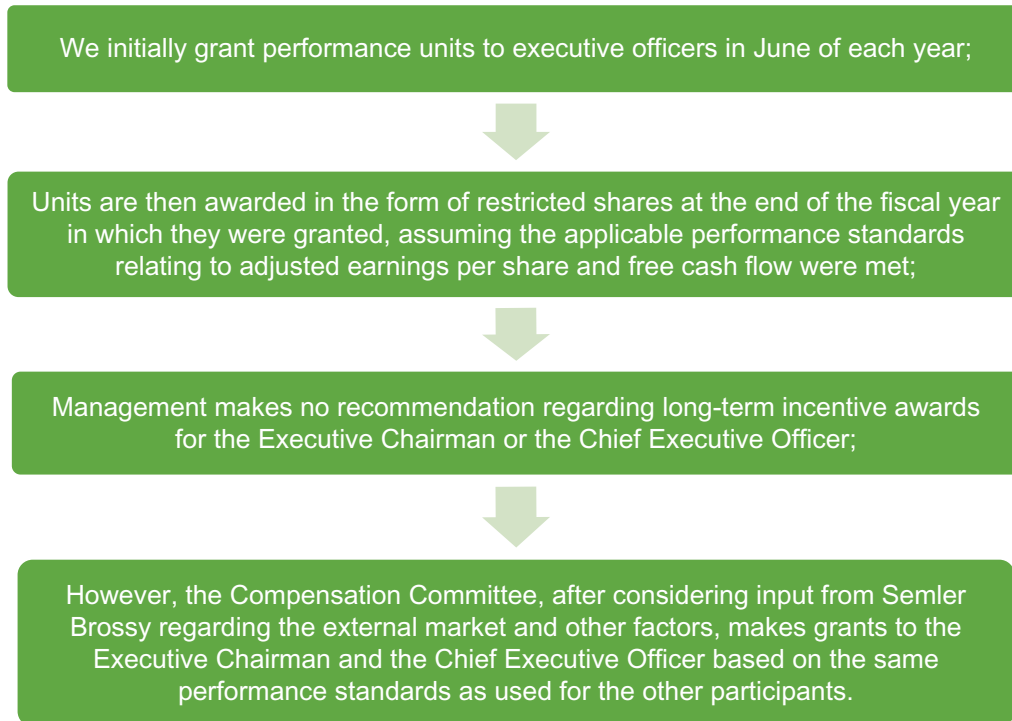 We initially grant performance units to executive officers in June of each year;
Units are then awarded in the form of restricted shares at the end of the fiscal year
in which they were granted, assuming the applicable performance standards
relating to adjusted earnings per share and free cash flow were met;
Management makes no recommendation regarding long-term incentive awards
for the Executive Chairman or the Chief Executive Officer;
However, the Compensation Committee, after considering input from Semler
Brossy regarding the external market and other factors, makes grants to the
Executive Chairman and the Chief Executive Officer based on the same
performance standards as used for the other participants.